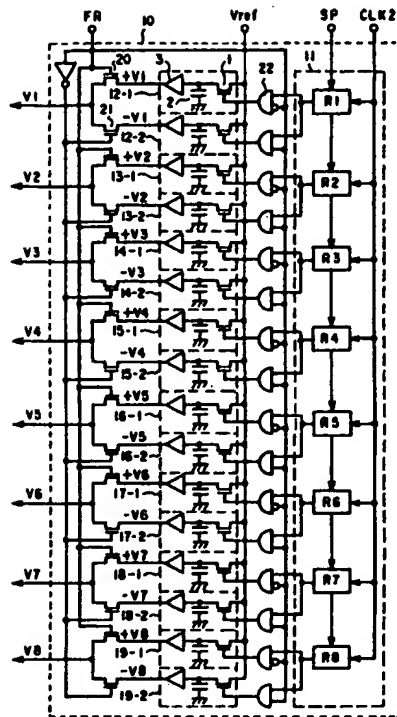 10
FR Vref SP CLK2
20 +V1 3 1 22 11
V1 12-1 2 R1
21 -V1
12-2
+V2
V2 13-1 R2
-V2
13-2
+V3
V3 14-1 R3
-V3
14-2
+V4
V4 15-1 R4
-V4
15-2
+V5
V5 16-1 R5
-V5
16-2
+V6
V6 17-1 R6
-V6
17-2
+V7
V7 18-1 R7
-V7
18-2
+V8
V8 19-1 R8
-V8
19-2